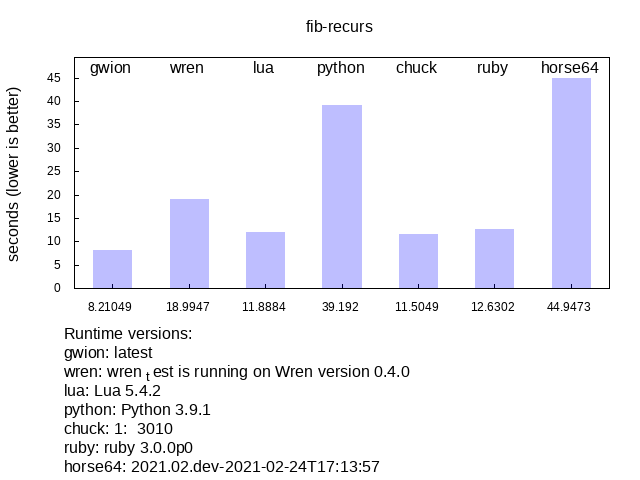 fib-recurs
gwion wren lua python chuck ruby horse64
seconds (lower is better)
45
40
35
30
25
20
15
10
5
0
8.21049 18.9947 11.8884 39.192 11.5049 12.6302 44.9473
Runtime versions:
gwion: latest
wren: wren test is running on Wren version 0.4.0
lua: Lua 5.4.2
python: Python 3.9.1
chuck: 1:  3010
ruby: ruby 3.0.0p0
horse64: 2021.02.dev-2021-02-24T17:13:57